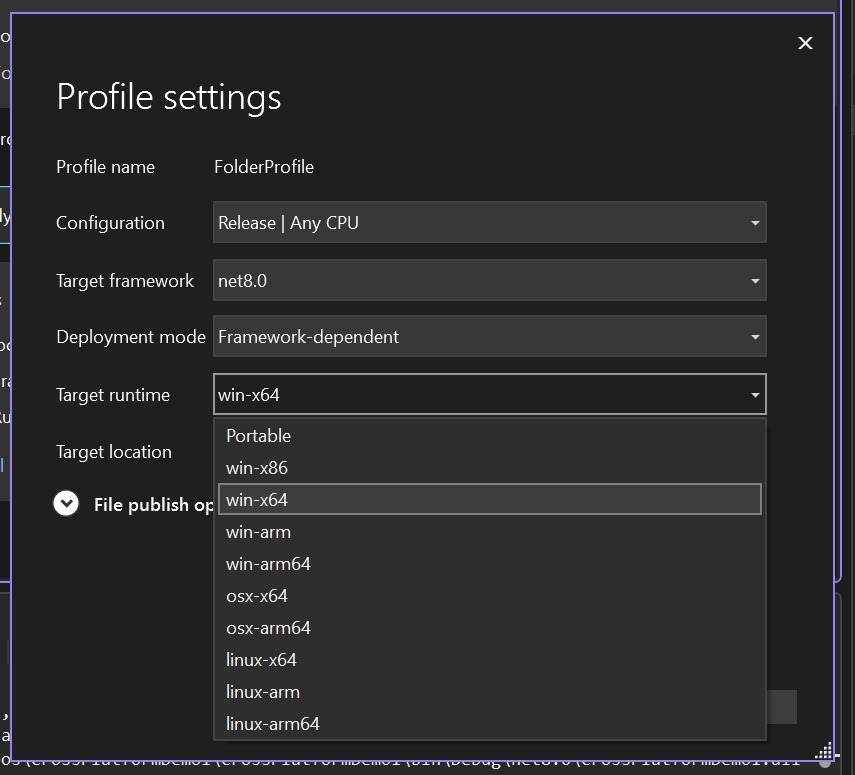 Profile settings
Profile name FolderProfile
Configuration Release | Any CPU
Target framework net8.0
Deployment mode Framework-dependent
Target runtime win-x64
Portable
Target location
win-x86
win-x64
File publish op
win-arm
win-arm64
osx-x64
osx-arm64
linux-x64
linux-arm
linux-arm64